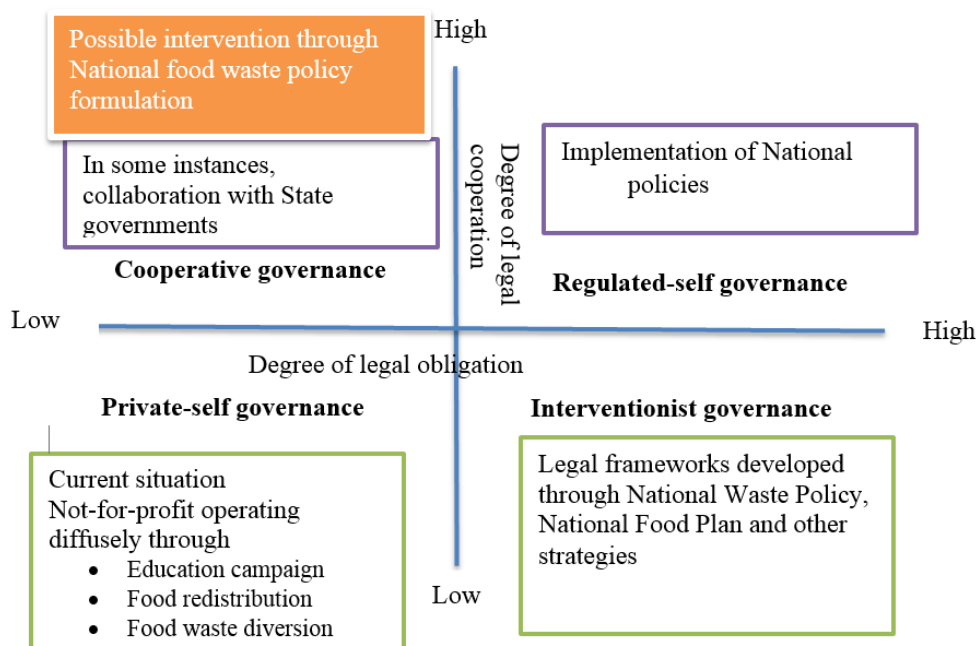 Possible intervention through
National food waste policy
formulation
High
In some instances,
collaboration with State
governments
Degree of legal
cooperation
Implementation of National
policies
Cooperative governance
Regulated-self governance
Low
High
Degree of legal obligation
Private-self governance
Interventionist governance
Current situation
Not-for-profit operating
diffusely through
• Education campaign
• Food redistribution
• Food waste diversion
Legal frameworks developed
through National Waste Policy,
National Food Plan and other
strategies
Low